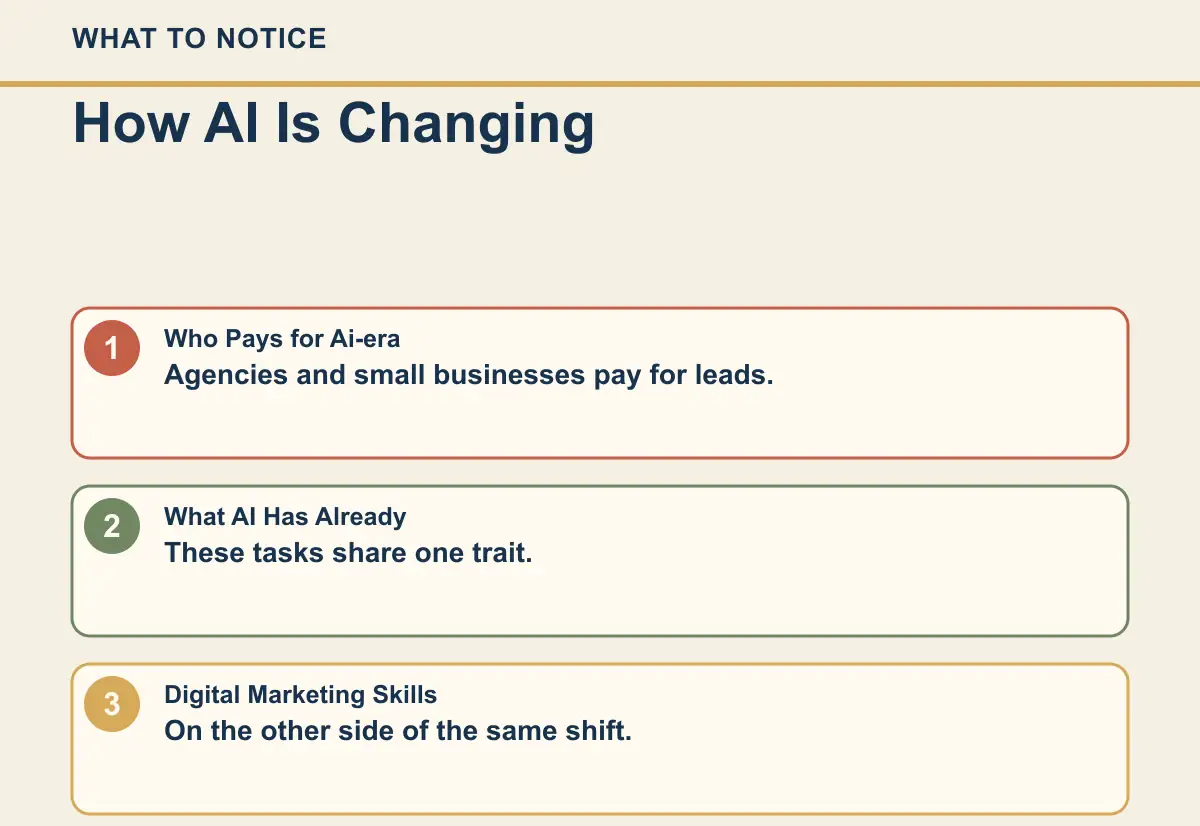 WHAT TO NOTICE
How AI Is Changing
1
Who Pays for Ai-era
Agencies and small businesses pay for leads.
2
What AI Has Already
These tasks share one trait.
3
Digital Marketing Skills
On the other side of the same shift.